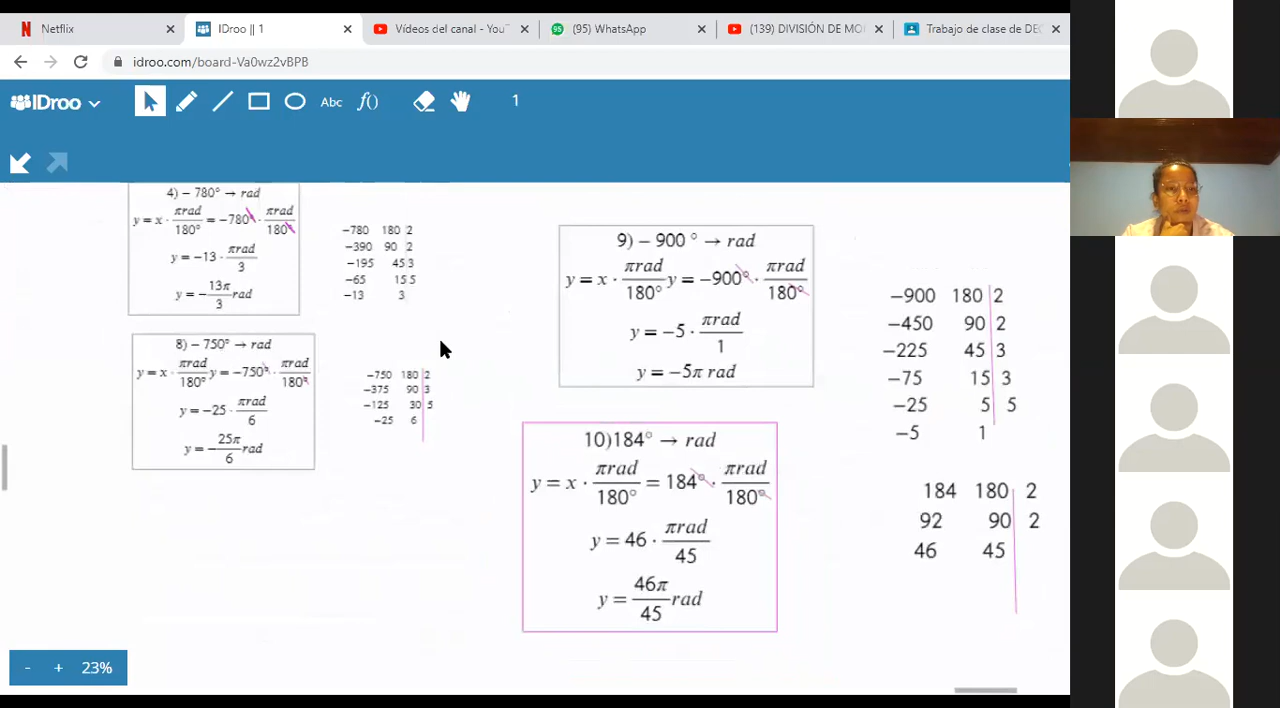 Netflix
IDroo || 1
Vídeos del canal - YouT
(95) WhatsApp
(139) DIVISIÓN DE MO
Trabajo de clase de DEC
idroo.com/board-Va0wz2vBPB
IDroo
Abc
f()
1
4) − 780° → rad
y = x · πrad/180° = −780° · πrad/180°
y = −13 · πrad/3
y = − 13π/3 rad
−780 180 2
−390 90 2
−195 45 3
−65 15 5
−13 3
8) − 750° → rad
y = x · πrad/180° y = −750° · πrad/180°
y = −25 · πrad/6
y = − 25π/6 rad
−750 180 2
−375 90 3
−125 30 5
−25 6
9) − 900 ° → rad
y = x · πrad/180° y = −900° · πrad/180°
y = −5 · πrad/1
y = −5π rad
−900 180 2
−450 90 2
−225 45 3
−75 15 3
−25 5 5
−5 1
10)184° → rad
y = x · πrad/180° = 184° · πrad/180°
y = 46 · πrad/45
y = 46π/45 rad
184 180 2
92 90 2
46 45
- + 23%